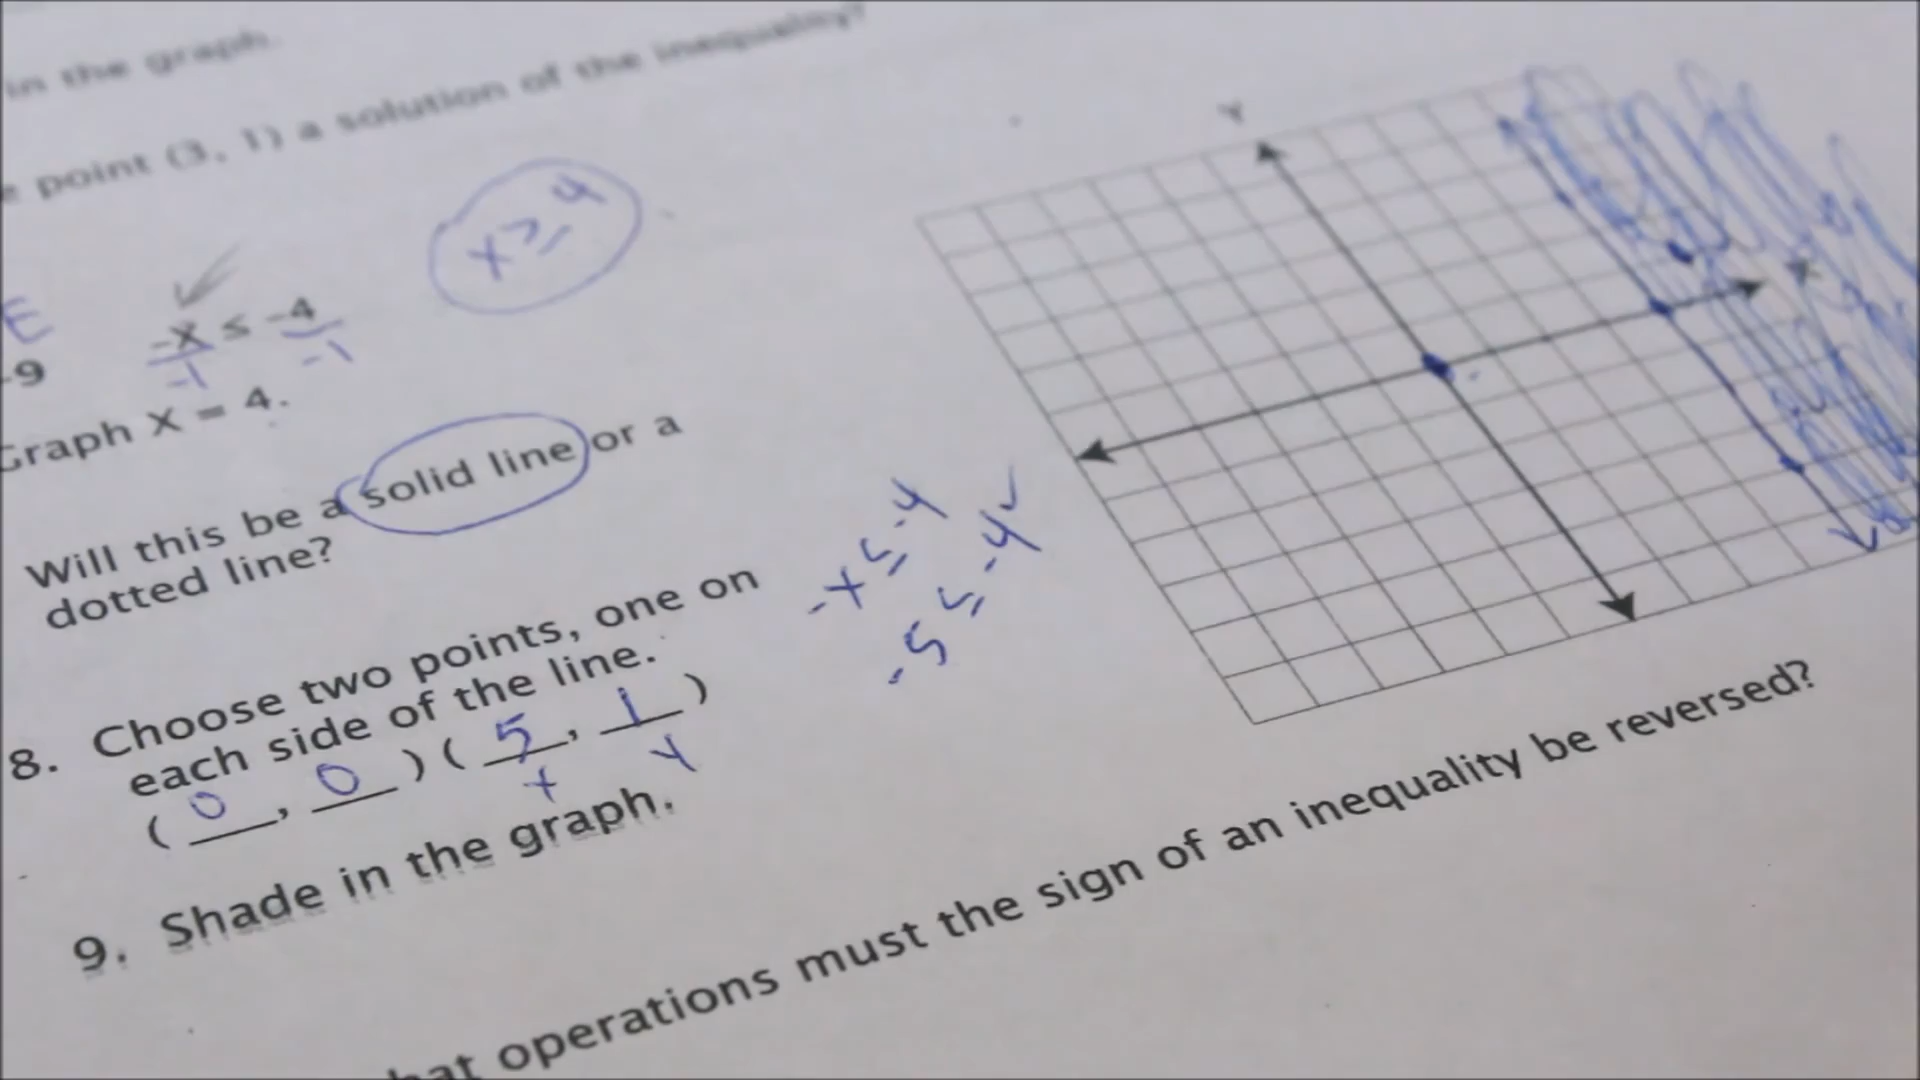 in the graph.
point (3, 1) a solution of the inequality?
x ≥ 4
E
-x ≤ -4
-1 -1
-9
Graph X = 4.
Will this be a solid line or a
dotted line?
-x ≤ -4
-5 ≤ -4 ✓
8. Choose two points, one on
each side of the line.
( 0 , 0 ) ( 5 , 1 )
x y
9. Shade in the graph.
operations must the sign of an inequality be reversed?
Y
X